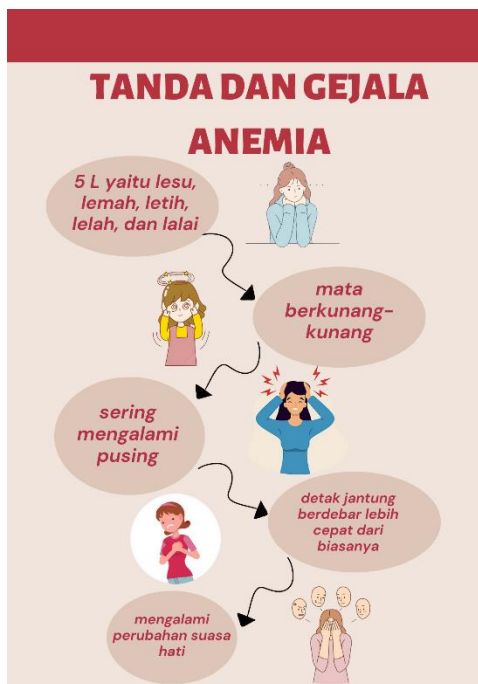 TANDA DAN GEJALA
ANEMIA
5 L yaitu lesu,
lemah, letih,
lelah, dan lalai
mata
berkunang-
kunang
sering
mengalami
pusing
detak jantung
berdebar lebih
cepat dari
biasanya
mengalami
perubahan suasa
hati